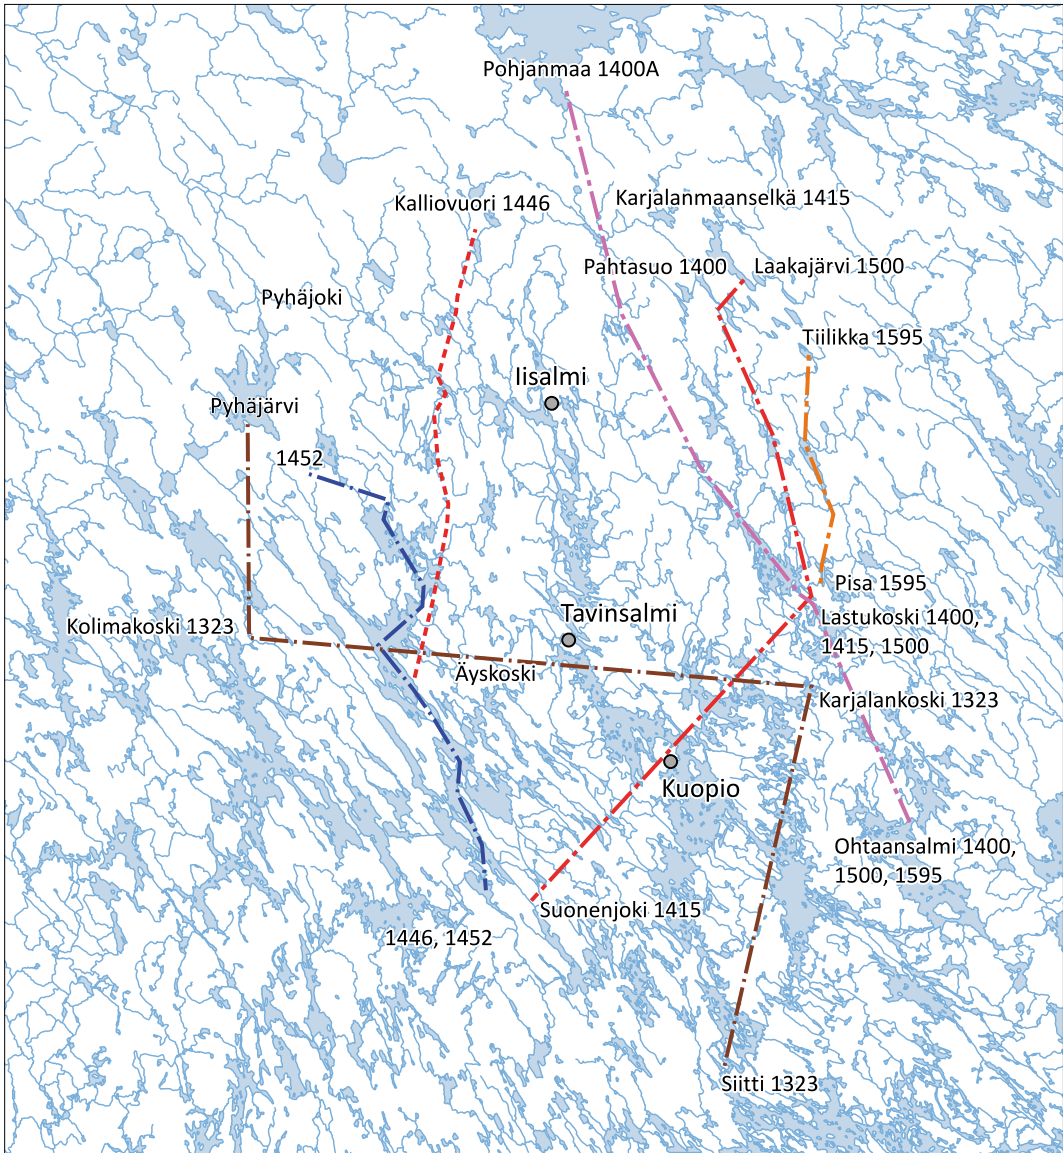 Pohjanmaa 1400A
Kalliovuori 1446
Karjalanmaanselkä 1415
Pahtasuo 1400
Laakajärvi 1500
Pyhäjoki
Tiilikka 1595
Iisalmi
Pyhäjärvi
1452
Pisa 1595
Tavinsalmi
Lastukoski 1400,
1415, 1500
Kolimakoski 1323
Äyskoski
Karjalankoski 1323
Kuopio
Ohtaansalmi 1400,
1500, 1595
Suonenjoki 1415
1446, 1452
Siitti 1323